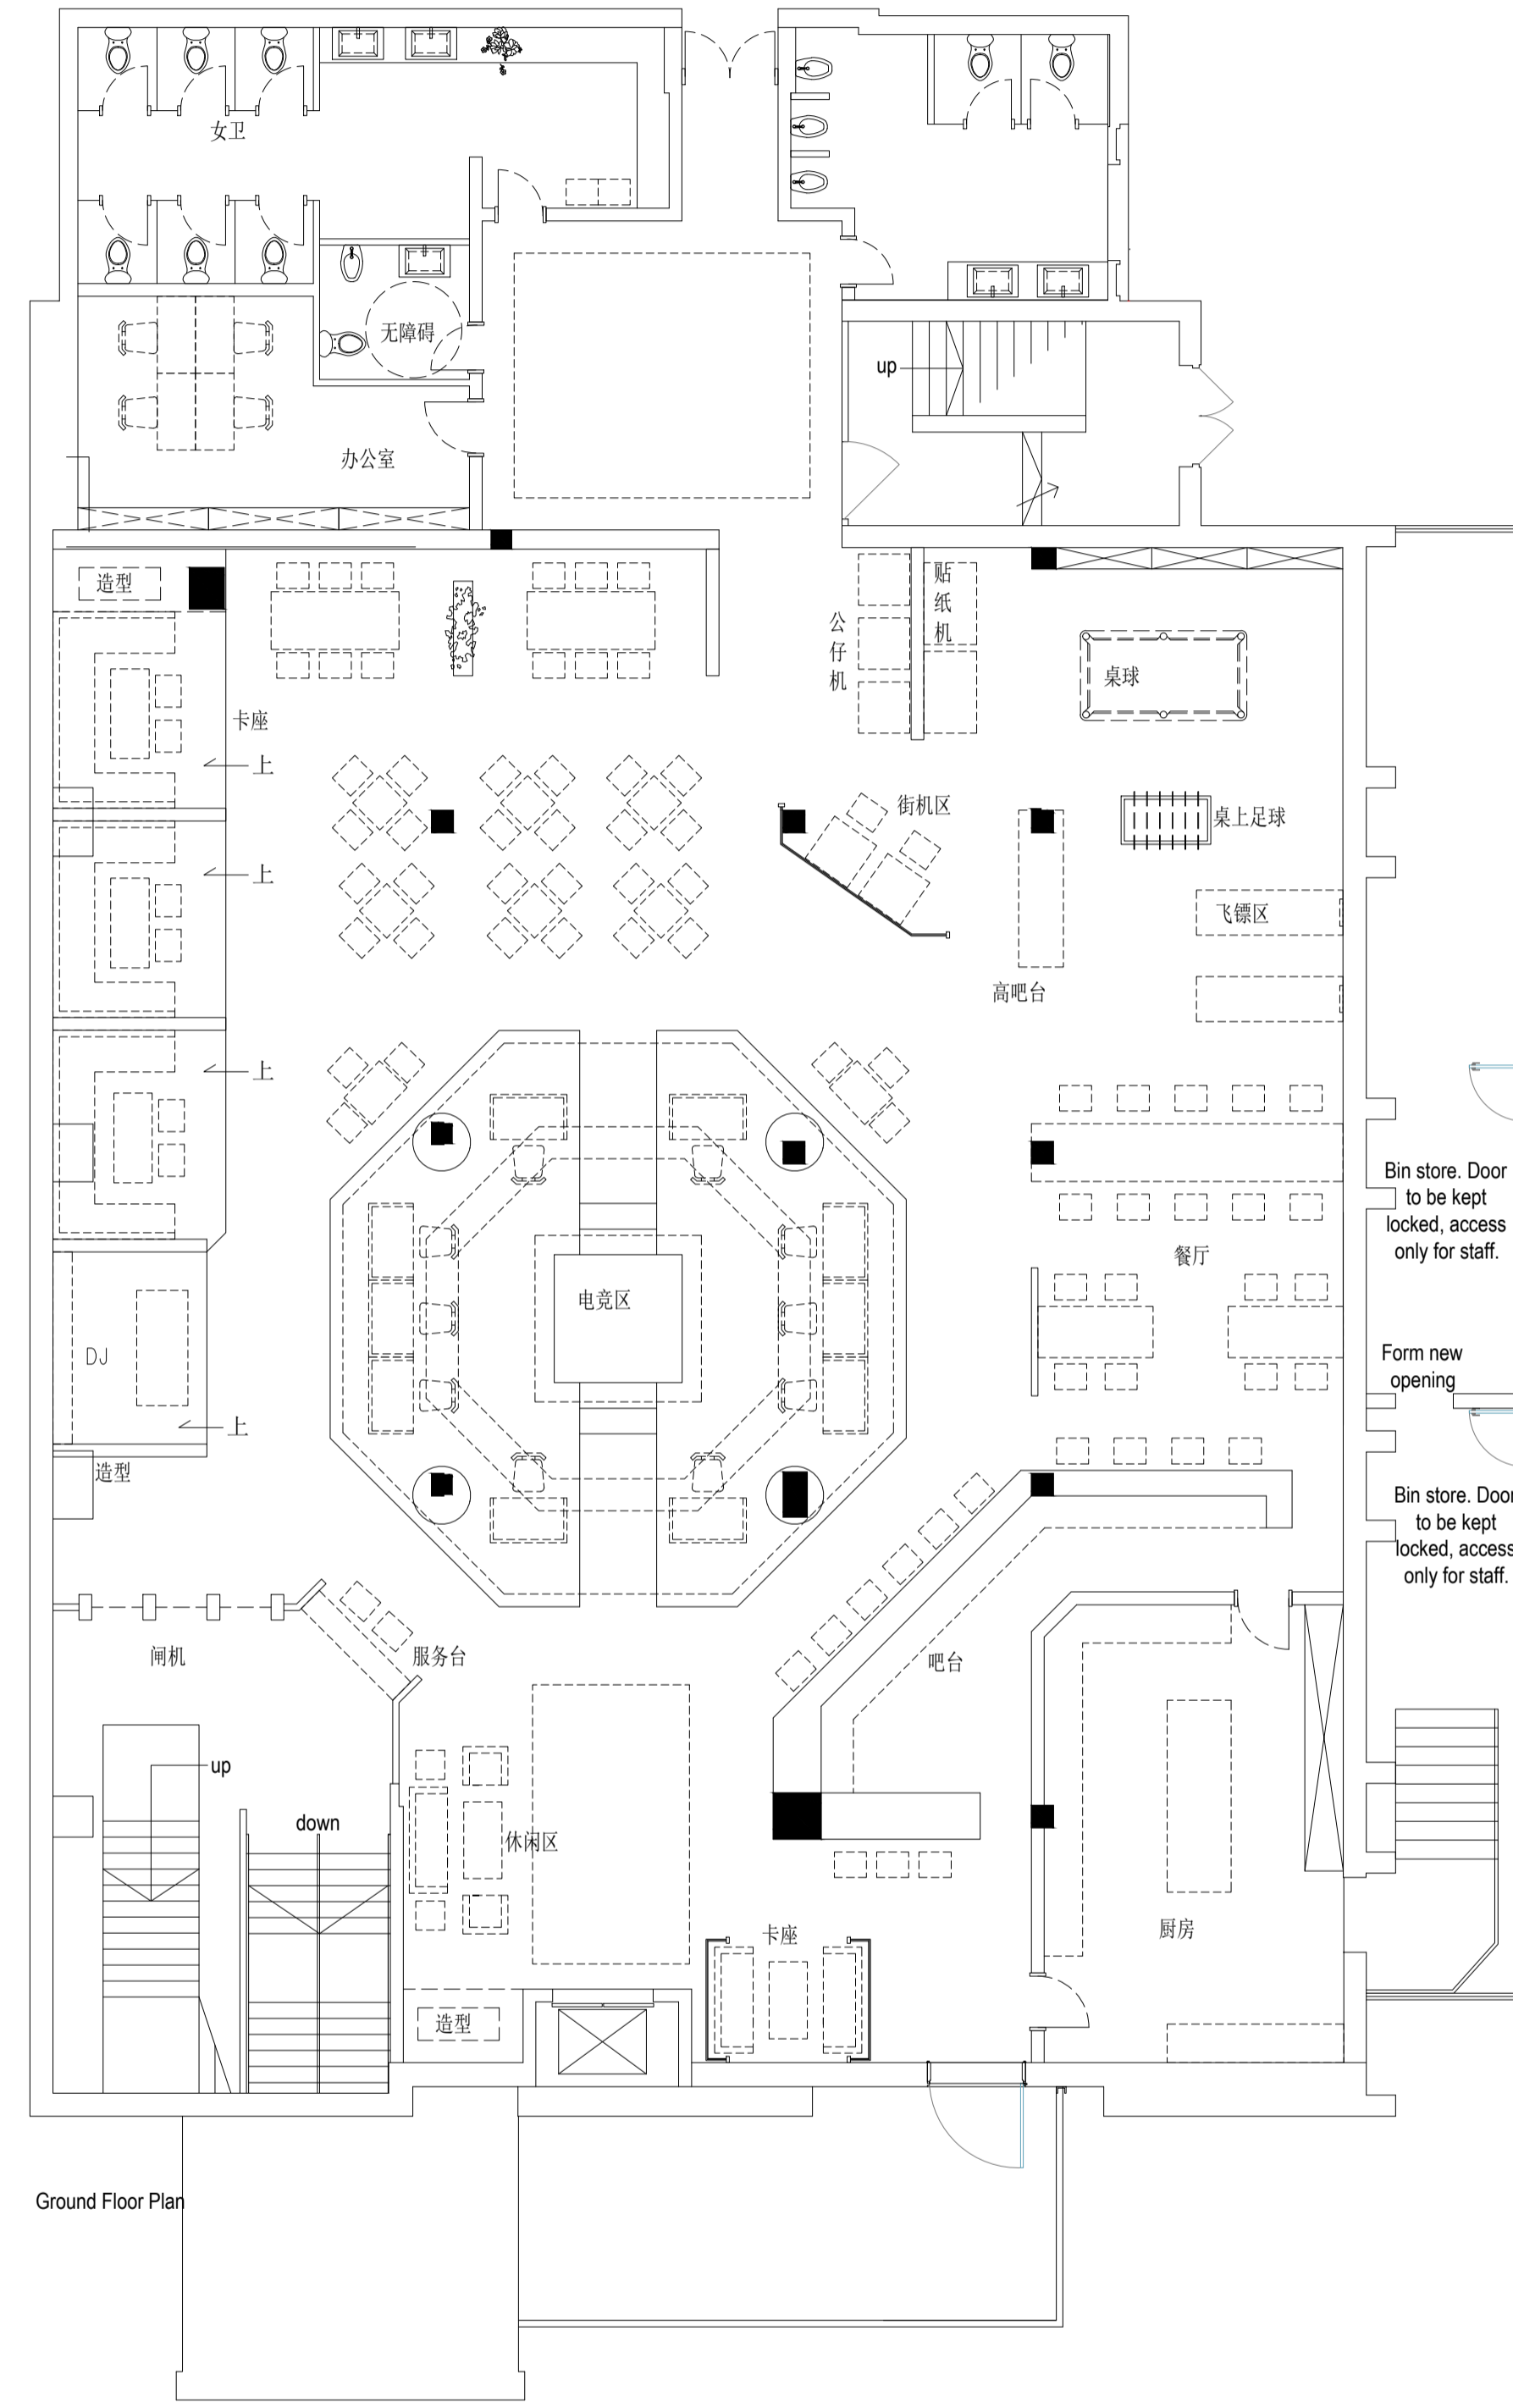 女卫
无障碍
up
办公室
造型
贴纸机
公仔机
桌球
卡座
上
街机区
桌上足球
上
飞镖区
高吧台
上
Bin store. Door
to be kept
locked, access
only for staff.
餐厅
电竞区
DJ
Form new
opening
上
造型
Bin store. Door
to be kept
locked, access
only for staff.
闸机
服务台
吧台
up
down
休闲区
卡座
厨房
造型
Ground Floor Plan